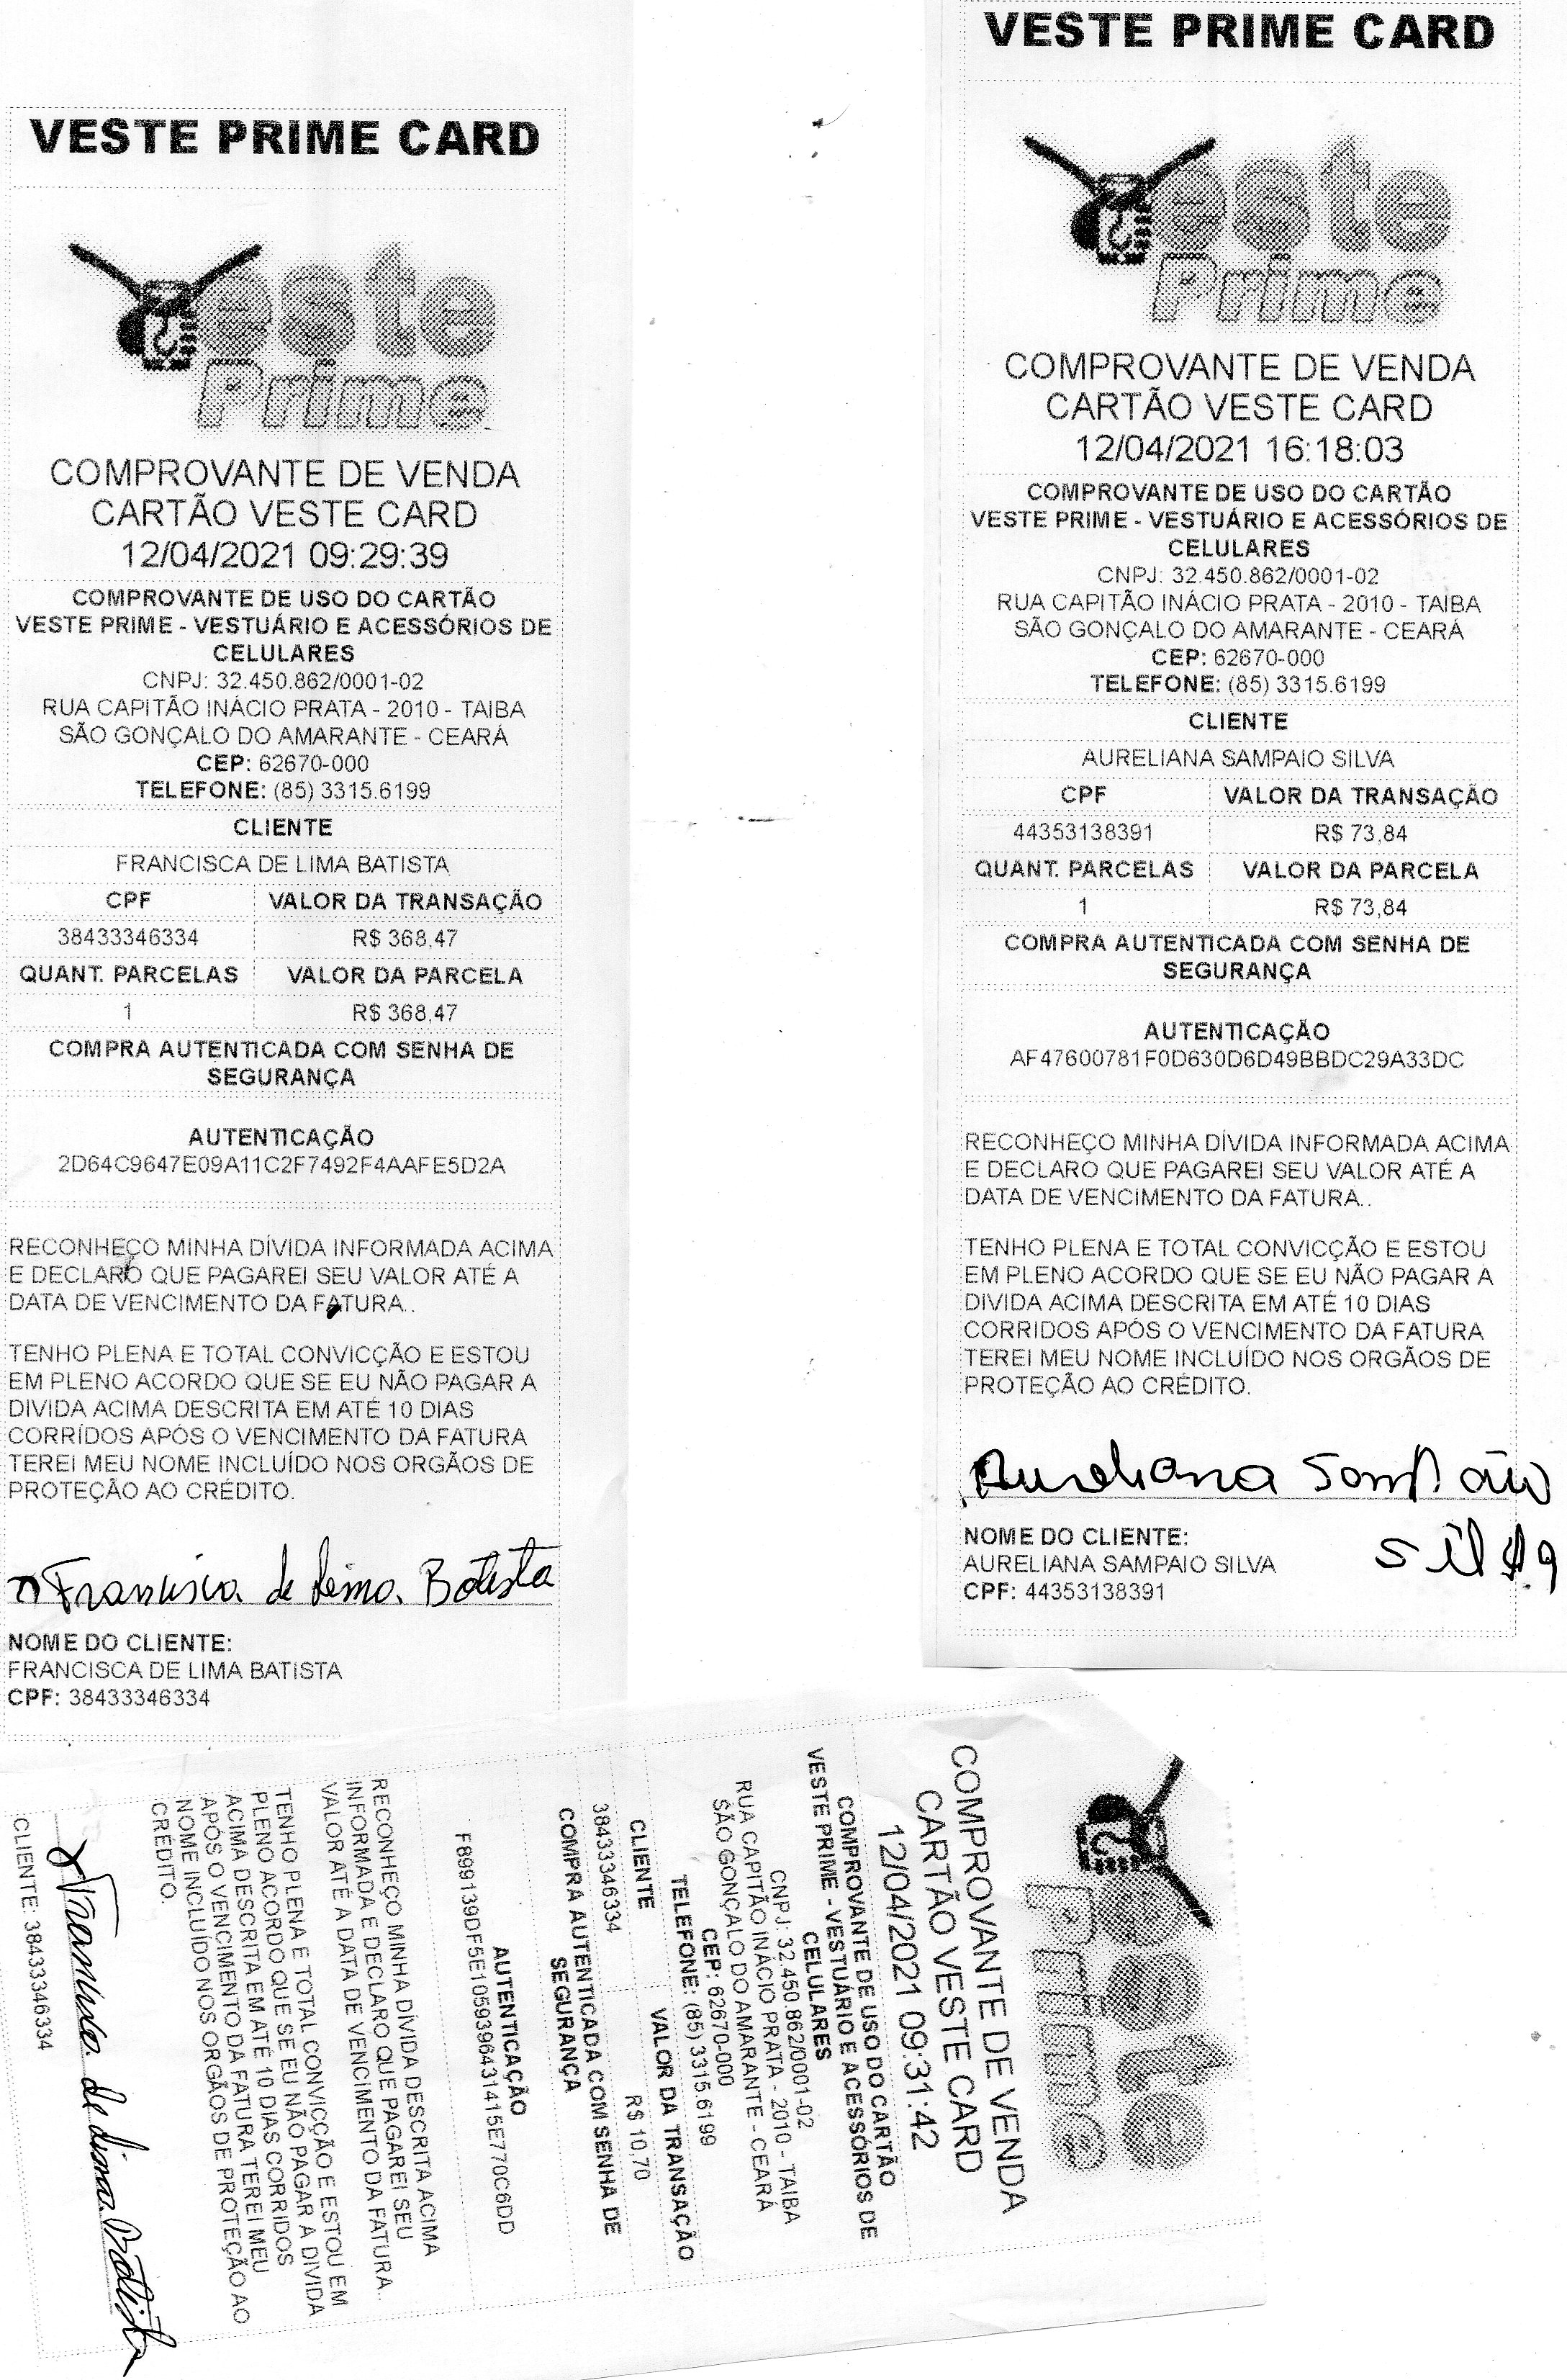 VESTE PRIME CARD
este
Prime
COMPROVANTE DE VENDA
CARTÃO VESTE CARD
12/04/2021 09:29:39
COMPROVANTE DE USO DO CARTÃO
VESTE PRIME - VESTUÁRIO E ACESSÓRIOS DE
CELULARES
CNPJ: 32.450.862/0001-02
RUA CAPITÃO INÁCIO PRATA - 2010 - TAIBA
SÃO GONÇALO DO AMARANTE - CEARÁ
CEP: 62670-000
TELEFONE: (85) 3315.6199
CLIENTE
FRANCISCA DE LIMA BATISTA
CPF VALOR DA TRANSAÇÃO
38433346334 R$ 368,47
QUANT. PARCELAS VALOR DA PARCELA
1 R$ 368,47
COMPRA AUTENTICADA COM SENHA DE
SEGURANÇA
AUTENTICAÇÃO
2D64C9647E09A11C2F7492F4AAFE5D2A
RECONHEÇO MINHA DÍVIDA INFORMADA ACIMA
E DECLARO QUE PAGAREI SEU VALOR ATÉ A
DATA DE VENCIMENTO DA FATURA..
TENHO PLENA E TOTAL CONVICÇÃO E ESTOU
EM PLENO ACORDO QUE SE EU NÃO PAGAR A
DIVIDA ACIMA DESCRITA EM ATÉ 10 DIAS
CORRIDOS APÓS O VENCIMENTO DA FATURA
TEREI MEU NOME INCLUÍDO NOS ORGÃOS DE
PROTEÇÃO AO CRÉDITO.
Francisca de Lima Batista
NOME DO CLIENTE:
FRANCISCA DE LIMA BATISTA
CPF: 38433346334
VESTE PRIME CARD
este
Prime
COMPROVANTE DE VENDA
CARTÃO VESTE CARD
12/04/2021 16:18:03
COMPROVANTE DE USO DO CARTÃO
VESTE PRIME - VESTUÁRIO E ACESSÓRIOS DE
CELULARES
CNPJ: 32.450.862/0001-02
RUA CAPITÃO INÁCIO PRATA - 2010 - TAIBA
SÃO GONÇALO DO AMARANTE - CEARÁ
CEP: 62670-000
TELEFONE: (85) 3315.6199
CLIENTE
AURELIANA SAMPAIO SILVA
CPF VALOR DA TRANSAÇÃO
44353138391 R$ 73,84
QUANT. PARCELAS VALOR DA PARCELA
1 R$ 73,84
COMPRA AUTENTICADA COM SENHA DE
SEGURANÇA
AUTENTICAÇÃO
AF47600781F0D630D6D49BBDC29A33DC
RECONHEÇO MINHA DÍVIDA INFORMADA ACIMA
E DECLARO QUE PAGAREI SEU VALOR ATÉ A
DATA DE VENCIMENTO DA FATURA..
TENHO PLENA E TOTAL CONVICÇÃO E ESTOU
EM PLENO ACORDO QUE SE EU NÃO PAGAR A
DIVIDA ACIMA DESCRITA EM ATÉ 10 DIAS
CORRIDOS APÓS O VENCIMENTO DA FATURA
TEREI MEU NOME INCLUÍDO NOS ORGÃOS DE
PROTEÇÃO AO CRÉDITO.
Aureliana Sampaio
Silva
NOME DO CLIENTE:
AURELIANA SAMPAIO SILVA
CPF: 44353138391
este
Prime
COMPROVANTE DE VENDA
CARTÃO VESTE CARD
12/04/2021 09:31:42
COMPROVANTE DE USO DO CARTÃO
VESTE PRIME - VESTUÁRIO E ACESSÓRIOS DE
CELULARES
CNPJ: 32.450.862/0001-02
RUA CAPITÃO INÁCIO PRATA - 2010 - TAIBA
SÃO GONÇALO DO AMARANTE - CEARÁ
CEP: 62670-000
TELEFONE: (85) 3315.6199
CLIENTE VALOR DA TRANSAÇÃO
38433346334 R$ 10,70
COMPRA AUTENTICADA COM SENHA DE
SEGURANÇA
AUTENTICAÇÃO
F899139DF5E1059396431415E770C6DD
RECONHEÇO MINHA DÍVIDA DESCRITA ACIMA
INFORMADA E DECLARO QUE PAGAREI SEU
VALOR ATÉ A DATA DE VENCIMENTO DA FATURA..
TENHO PLENA E TOTAL CONVICÇÃO E ESTOU EM
PLENO ACORDO QUE SE EU NÃO PAGAR A DIVIDA
ACIMA DESCRITA EM ATÉ 10 DIAS CORRIDOS
APÓS O VENCIMENTO DA FATURA TEREI MEU
NOME INCLUÍDO NOS ORGÃOS DE PROTEÇÃO AO
CRÉDITO.
Francisca de Lima Batista
CLIENTE: 38433346334